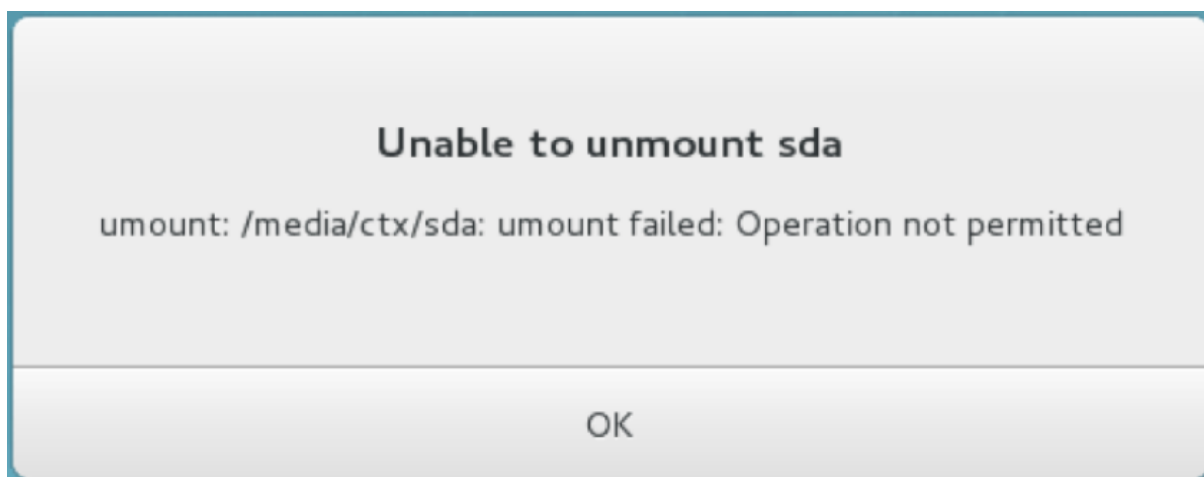 Unable to unmount sda
umount: /media/ctx/sda: umount failed: Operation not permitted
OK